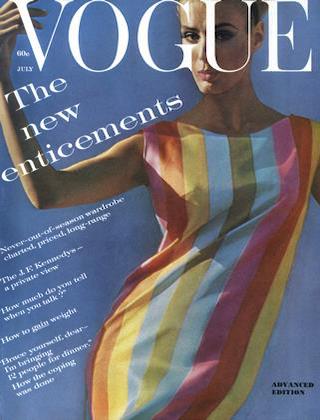 VOGUE
60c
JULY
The
new
enticements
Never-out-of-season wardrobe
charted, priced, long-range
The J.F. Kennedys—
a private view
How much do you tell
when you talk?
How to gain weight
"Brace yourself, dear—
I'm bringing
12 people for dinner,"
How the coping
was done
ADVANCED
EDITION